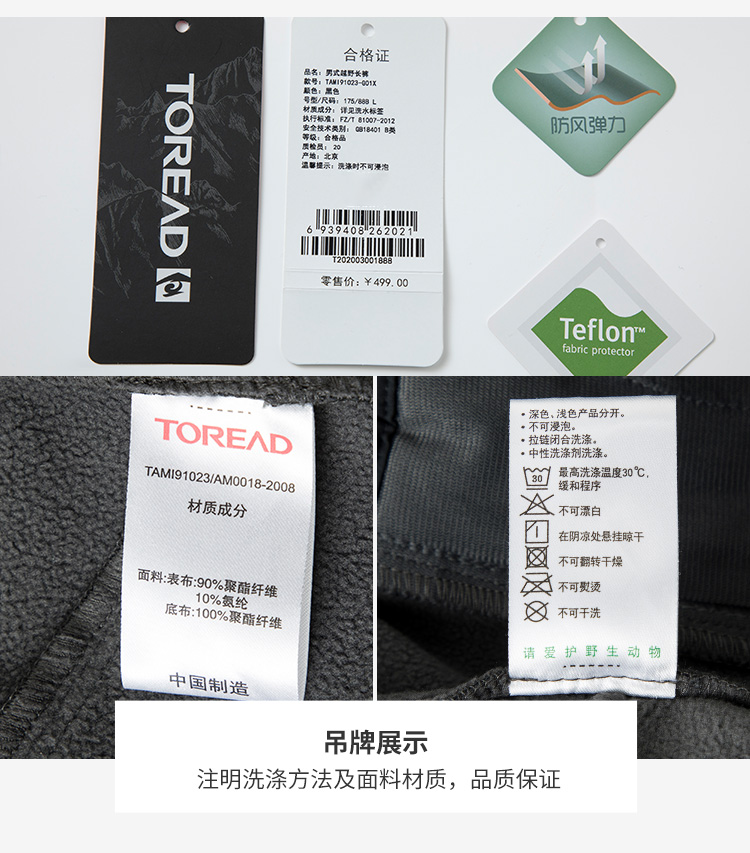 TOREAD
合格证
品名：男式越野长裤
款号：TAMI91023-G01X
颜色：黑色
号型/尺码：175/88B L
材质成分：详见洗水标签
执行标准：FZ/T 81007-2012
安全技术类别：GB18401 B类
等级：合格品
质检员：20
产地：北京
温馨提示：洗涤时不可浸泡
6 939408 262021
T202003001888
零售价：￥499.00
防风弹力
Teflon™
fabric protector
TOREAD
TAMI91023/AM0018-2008
材质成分
面料:表布:90%聚酯纤维
10%氨纶
底布:100%聚酯纤维
中国制造
• 深色、浅色产品分开。
• 不可浸泡。
• 拉链闭合洗涤。
• 中性洗涤剂洗涤。
30
最高洗涤温度30℃,
缓和程序
不可漂白
在阴凉处悬挂晾干
不可翻转干燥
不可熨烫
不可干洗
请爱护野生动物
吊牌展示
注明洗涤方法及面料材质，品质保证